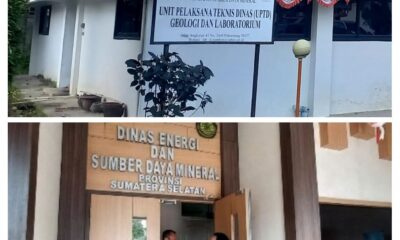 UNIT PELAKSANA TEKNIS DINAS (UPTD)
GEOLOGI DAN LABORATORIUM
DINAS ENERGI
DAN
SUMBER DAYA MINERAL
PROVINSI
SUMATERA SELATAN